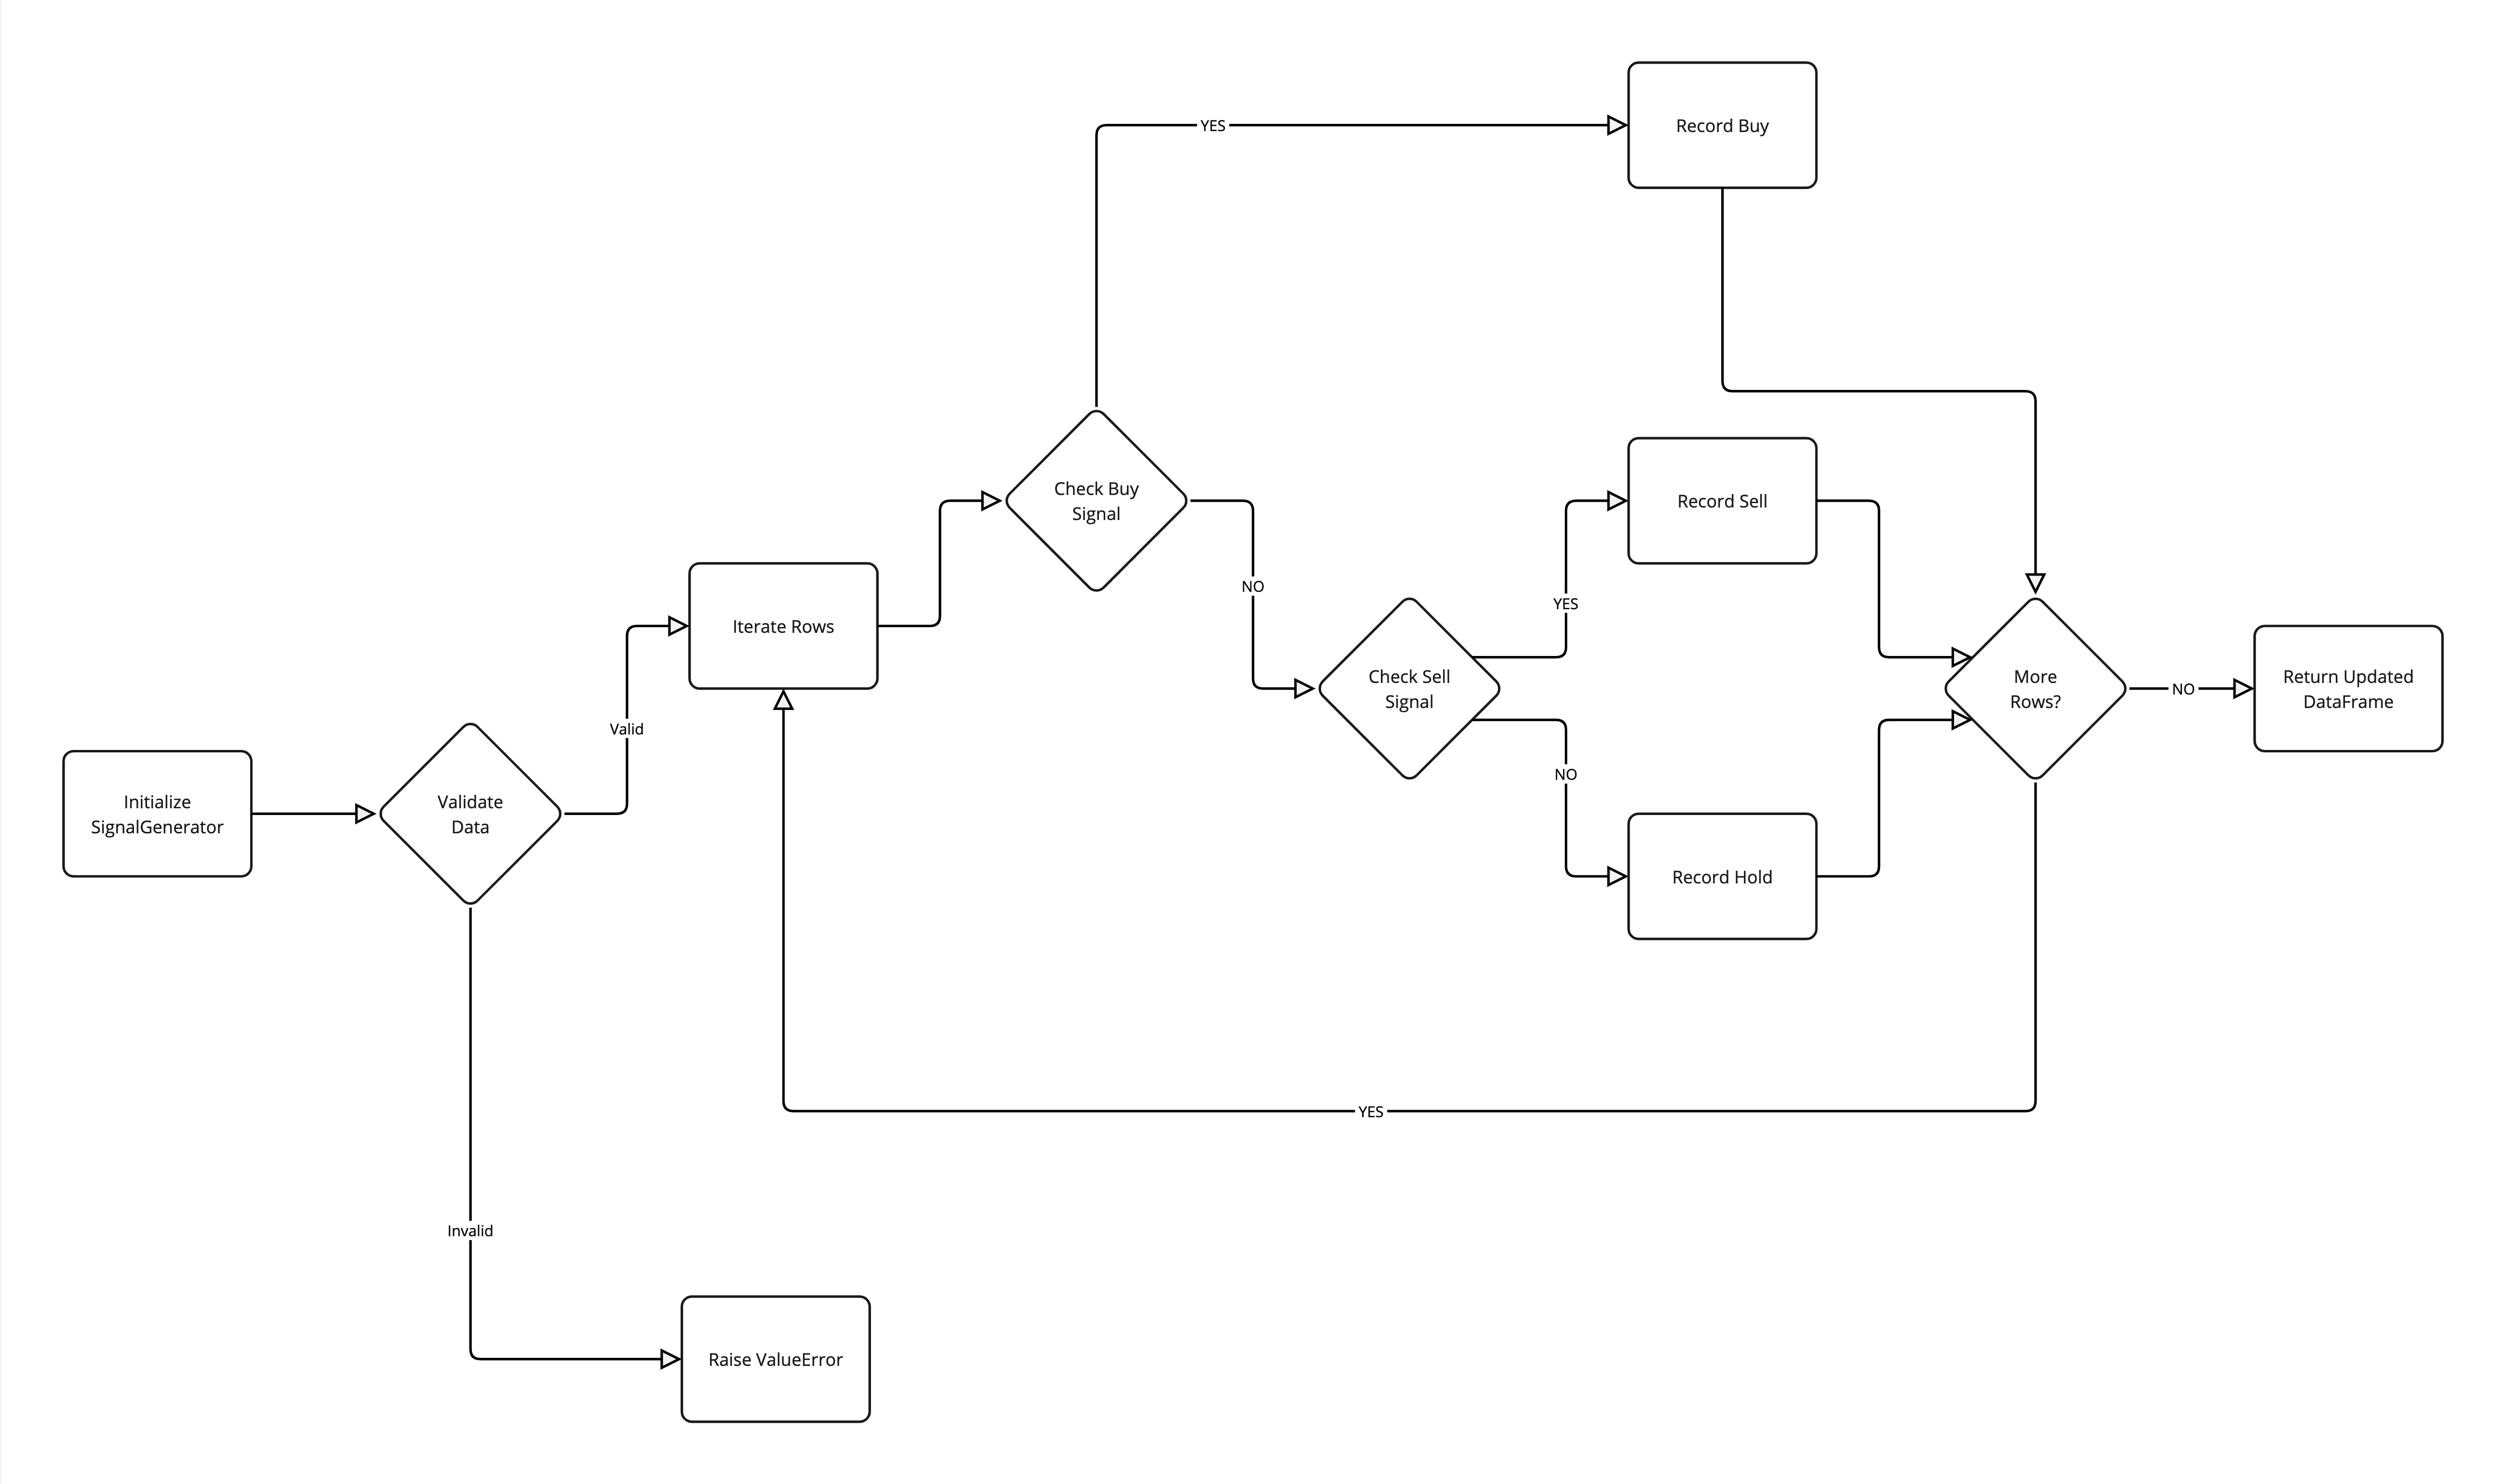 Initialize
SignalGenerator
Validate
Data
Valid
Invalid
Raise ValueError
Iterate Rows
Check Buy
Signal
YES
Record Buy
NO
Check Sell
Signal
YES
Record Sell
NO
Record Hold
More
Rows?
YES
NO
Return Updated
DataFrame